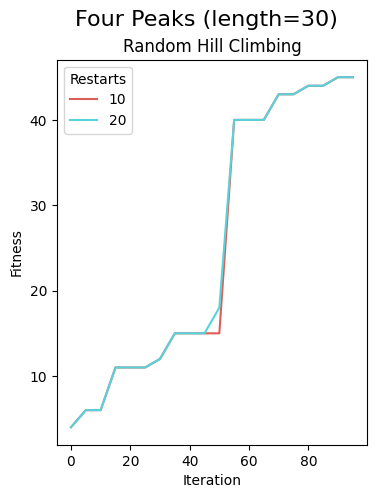 Four Peaks (length=30)
Random Hill Climbing
Restarts
10
20
40
30
20
10
Fitness
0 20 40 60 80
Iteration